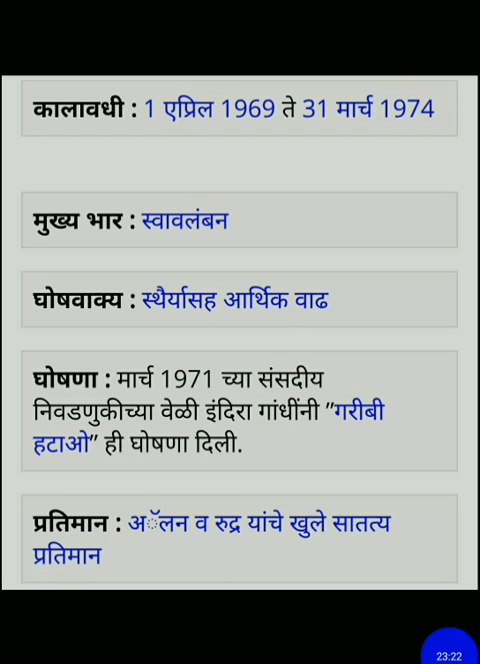 कालावधी : 1 एप्रिल 1969 ते 31 मार्च 1974
मुख्य भार : स्वावलंबन
घोषवाक्य : स्थैर्यासह आर्थिक वाढ
घोषणा : मार्च 1971 च्या संसदीय
निवडणुकीच्या वेळी इंदिरा गांधींनी "गरीबी
हटाओ" ही घोषणा दिली.
प्रतिमान : अॅलन व रुद्र यांचे खुले सातत्य
प्रतिमान
23:22